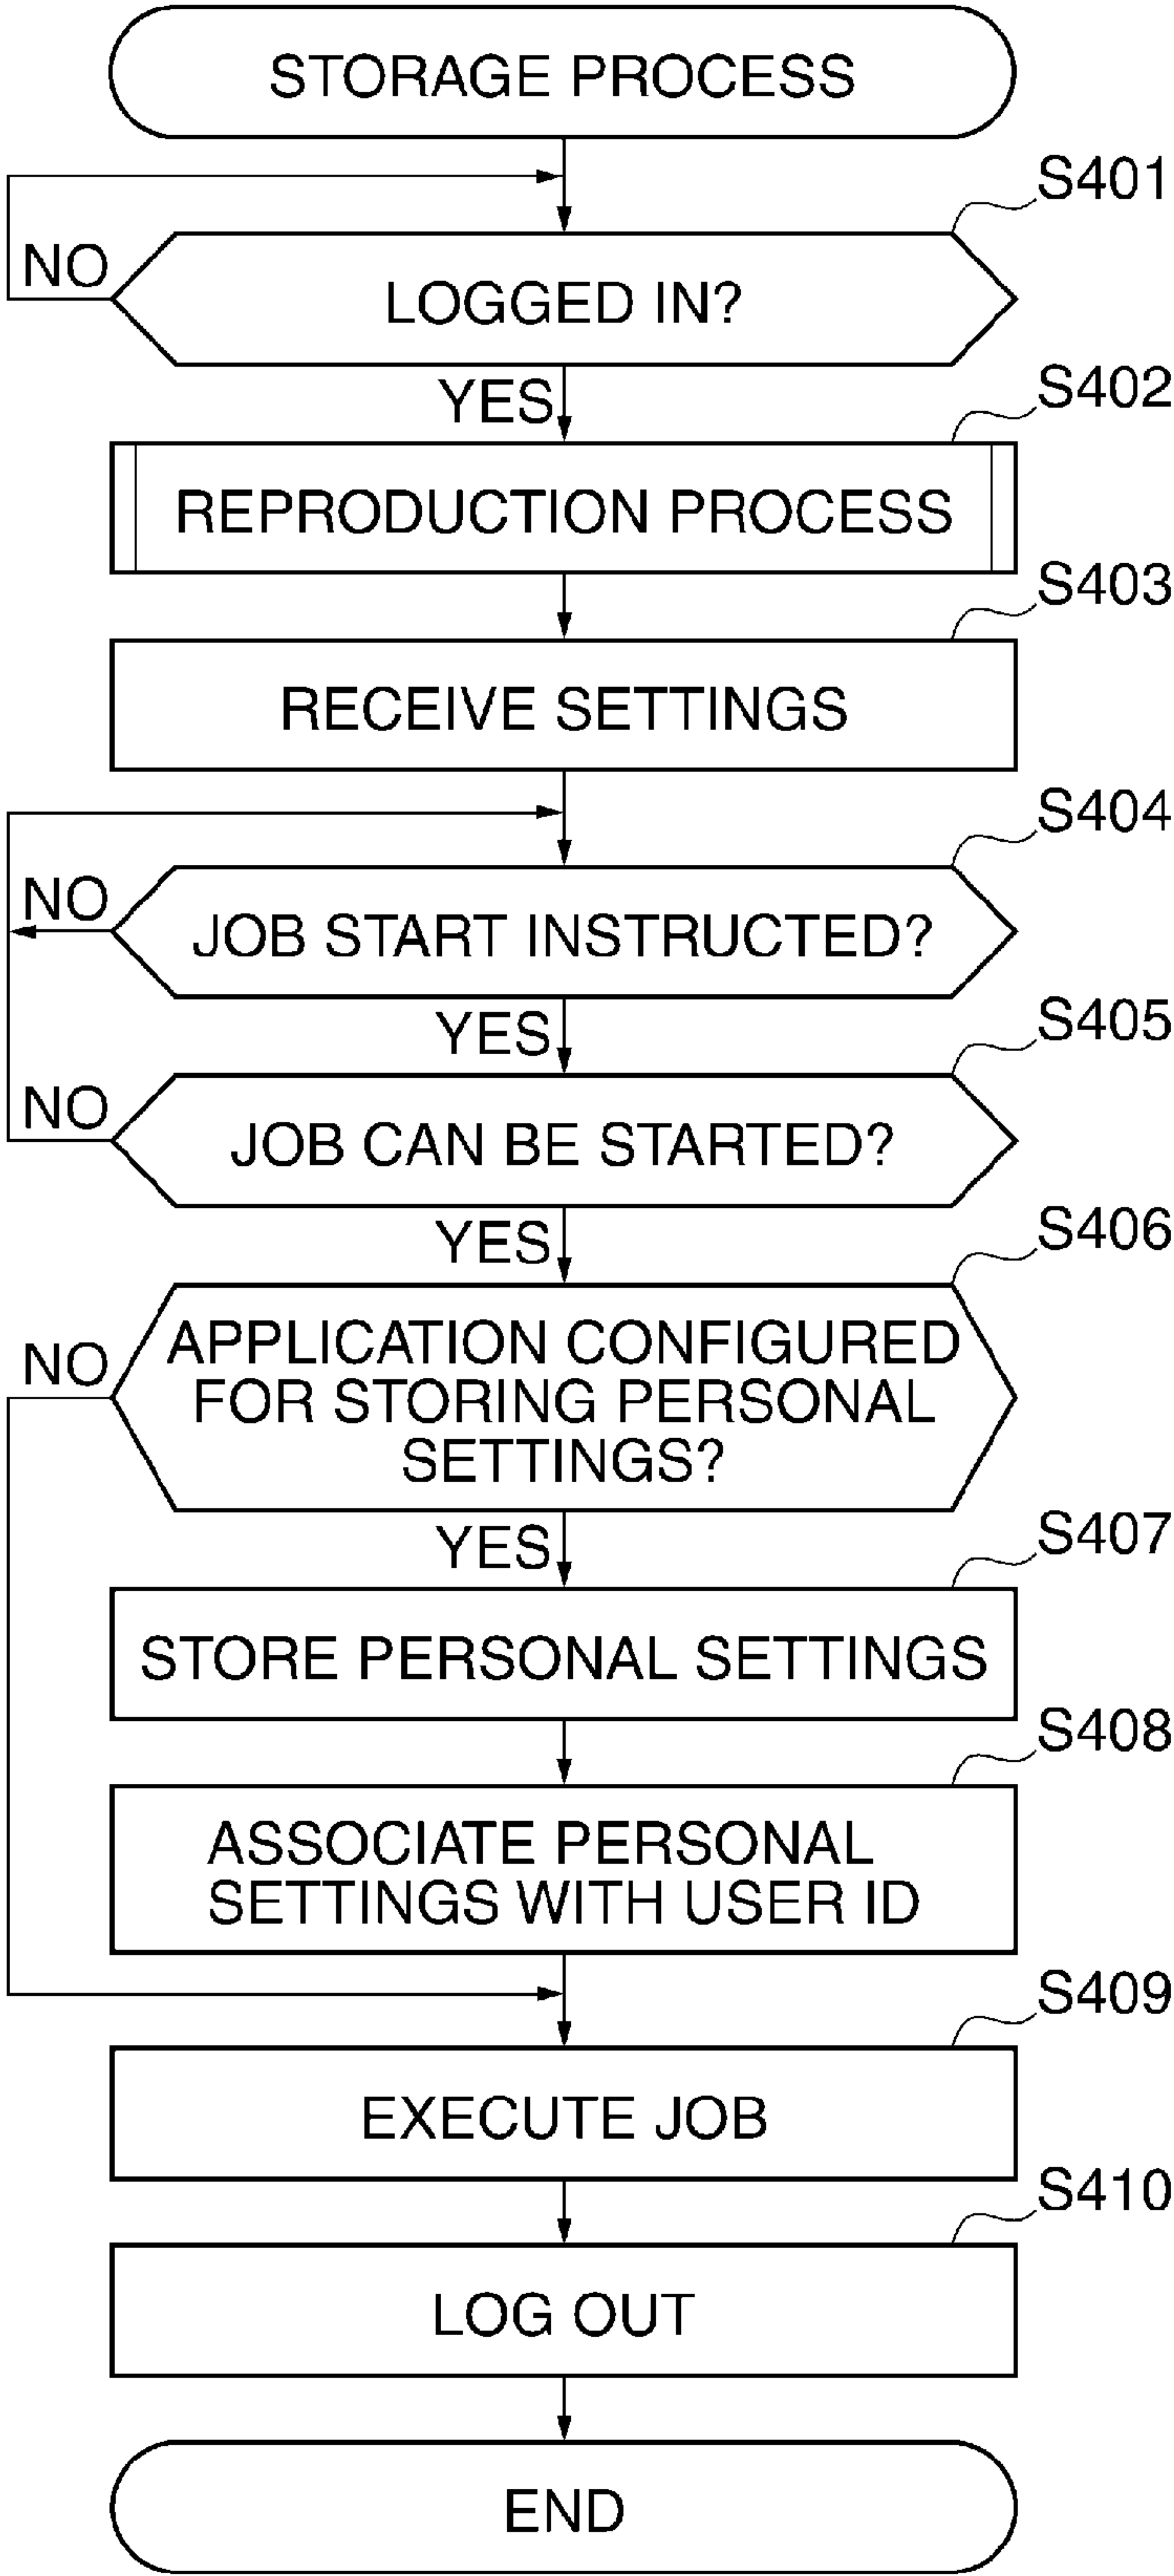 STORAGE PROCESS
S401
NO
LOGGED IN?
YES
S402
REPRODUCTION PROCESS
S403
RECEIVE SETTINGS
S404
NO
JOB START INSTRUCTED?
YES
S405
NO
JOB CAN BE STARTED?
YES
S406
NO
APPLICATION CONFIGURED
FOR STORING PERSONAL
SETTINGS?
YES
S407
STORE PERSONAL SETTINGS
S408
ASSOCIATE PERSONAL
SETTINGS WITH USER ID
S409
EXECUTE JOB
S410
LOG OUT
END